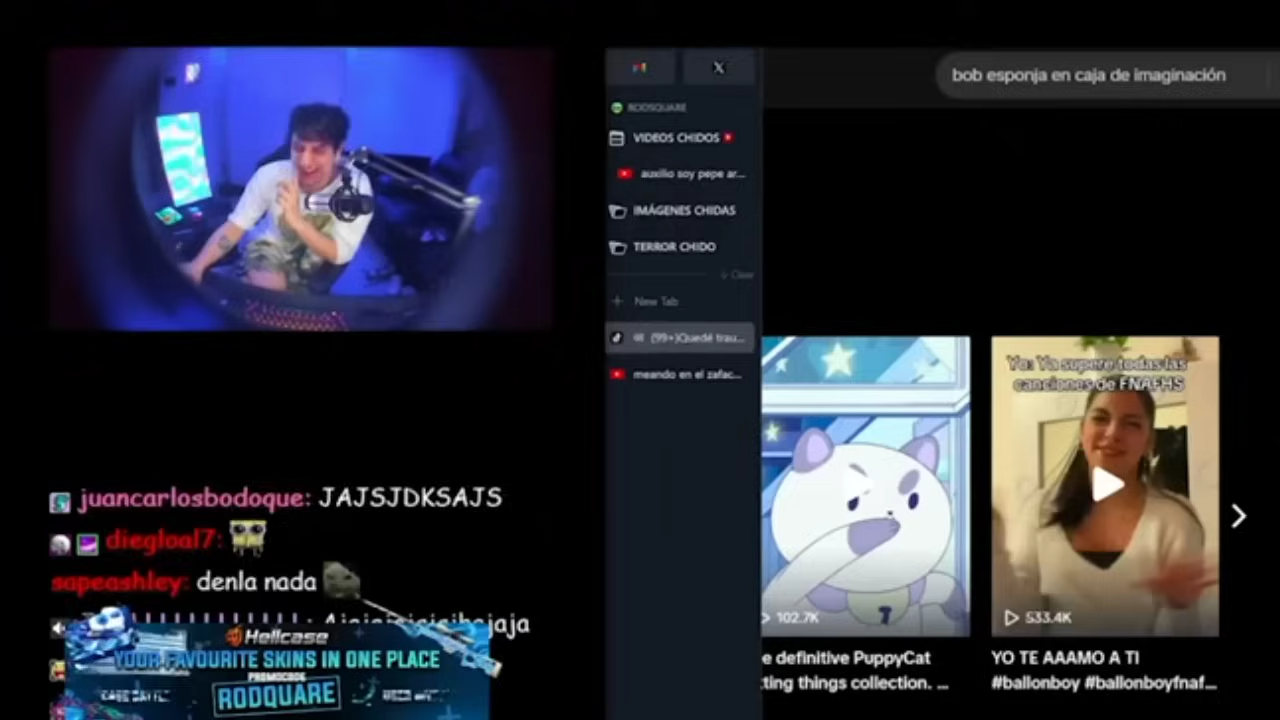 bob esponja en caja de imaginación
RODSQUARE
VIDEOS CHIDOS
auxilio soy pepe ar...
IMÁGENES CHIDAS
TERROR CHIDO
Clear
New Tab
(99+)Quedé trau...
meando en el zafac...
Yo: Ya supere todas las
canciones de FNAFHS
102.7K
533.4K
e definitive PuppyCat
ting things collection. ...
YO TE AAAMO A TI
#ballonboy #ballonboyfnaf...
juancarlosbodoque: JAJSJDKSAJS
diegloal7:
sapeashley: denla nada
Hellcase
YOUR FAVOURITE SKINS IN ONE PLACE
PROMOCODE
RODQUARE
CASE BATTLE